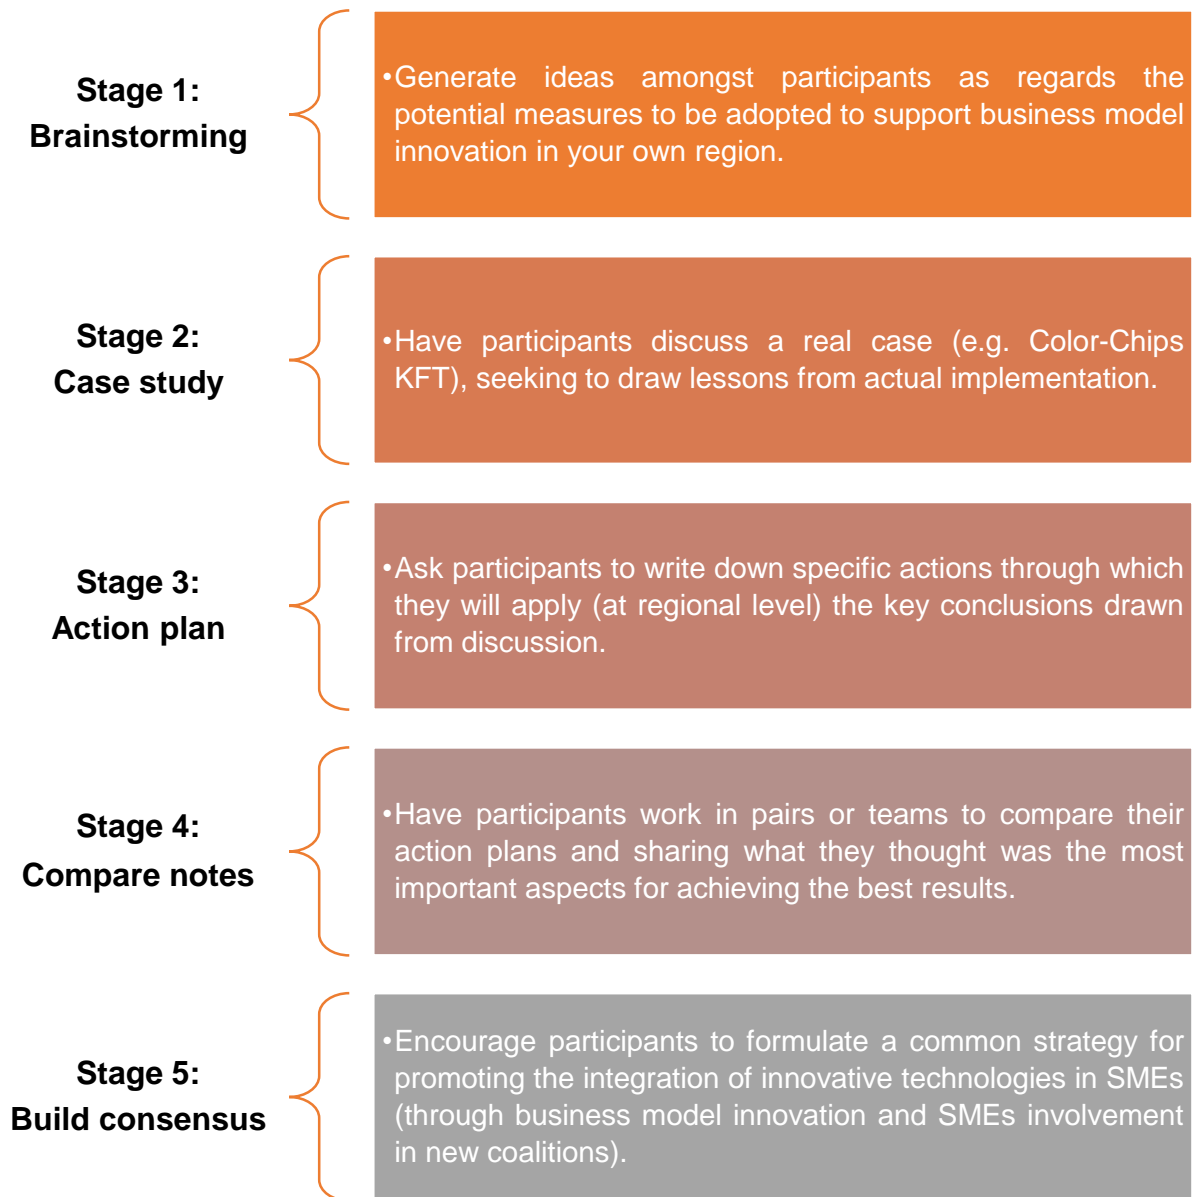 Stage 1:
Brainstorming
•Generate ideas amongst participants as regards the
potential measures to be adopted to support business model
innovation in your own region.
Stage 2:
Case study
•Have participants discuss a real case (e.g. Color-Chips
KFT), seeking to draw lessons from actual implementation.
Stage 3:
Action plan
•Ask participants to write down specific actions through which
they will apply (at regional level) the key conclusions drawn
from discussion.
Stage 4:
Compare notes
•Have participants work in pairs or teams to compare their
action plans and sharing what they thought was the most
important aspects for achieving the best results.
Stage 5:
Build consensus
•Encourage participants to formulate a common strategy for
promoting the integration of innovative technologies in SMEs
(through business model innovation and SMEs involvement
in new coalitions).